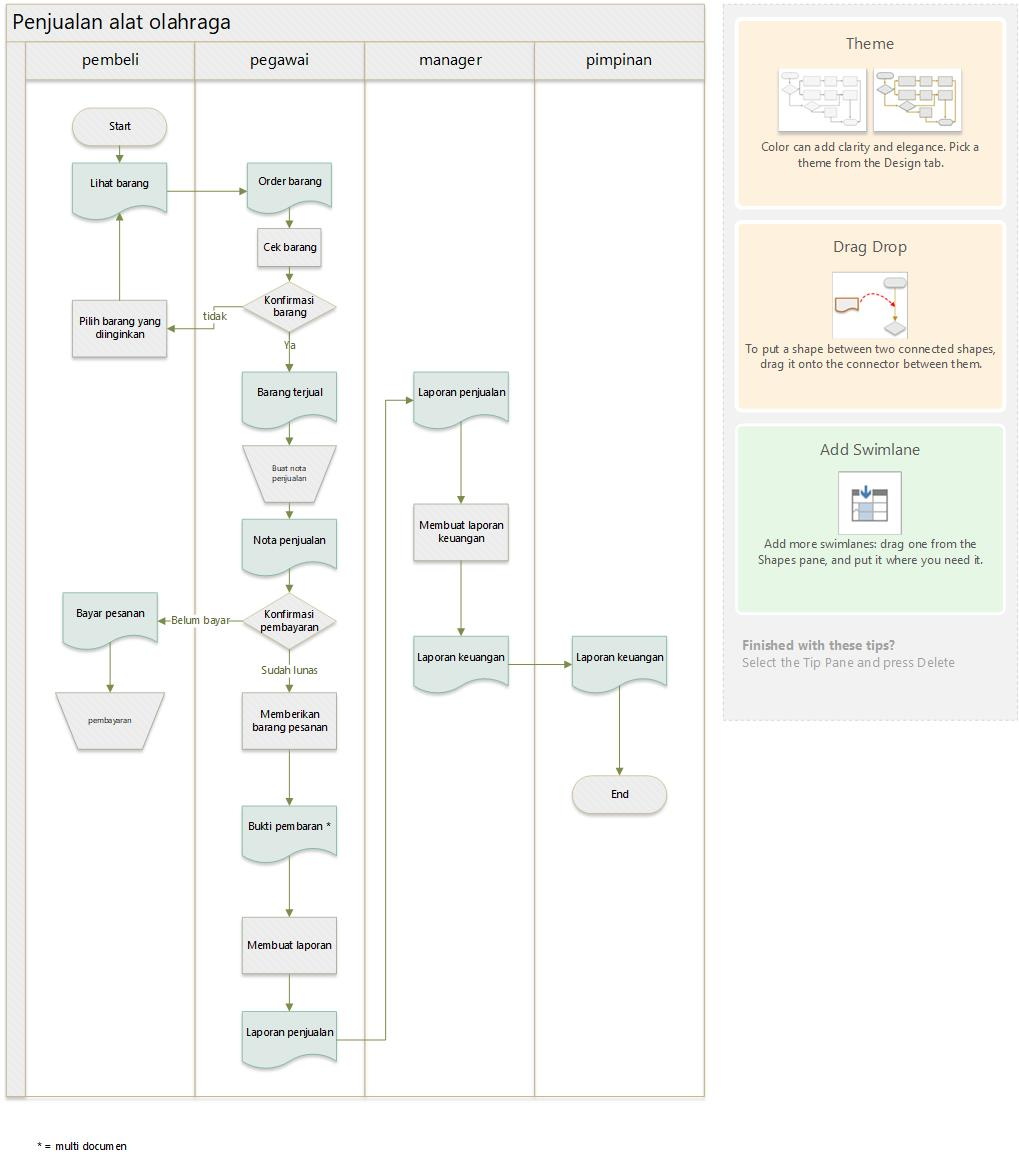 Penjualan alat olahraga
pembeli
pegawai
manager
pimpinan
Start
Lihat barang
Order barang
Cek barang
Konfirmasi
barang
tidak
Pilih barang yang
diinginkan
Ya
Barang terjual
Laporan penjualan
Buat nota
penjualan
Membuat laporan
keuangan
Nota penjualan
Bayar pesanan
Belum bayar
Konfirmasi
pembayaran
Sudah lunas
Laporan keuangan
Laporan keuangan
pembayaran
Memberikan
barang pesanan
End
Bukti pembaran *
Membuat laporan
Laporan penjualan
* = multi documen
Theme
Color can add clarity and elegance. Pick a
theme from the Design tab.
Drag Drop
To put a shape between two connected shapes,
drag it onto the connector between them.
Add Swimlane
Add more swimlanes: drag one from the
Shapes pane, and put it where you need it.
Finished with these tips?
Select the Tip Pane and press Delete